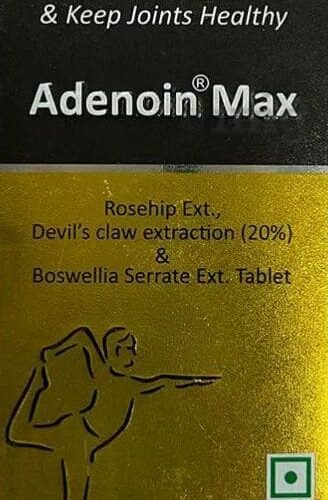 & Keep Joints Healthy
Adenoin® Max
Rosehip Ext.,
Devil's claw extraction (20%)
&
Boswellia Serrate Ext. Tablet